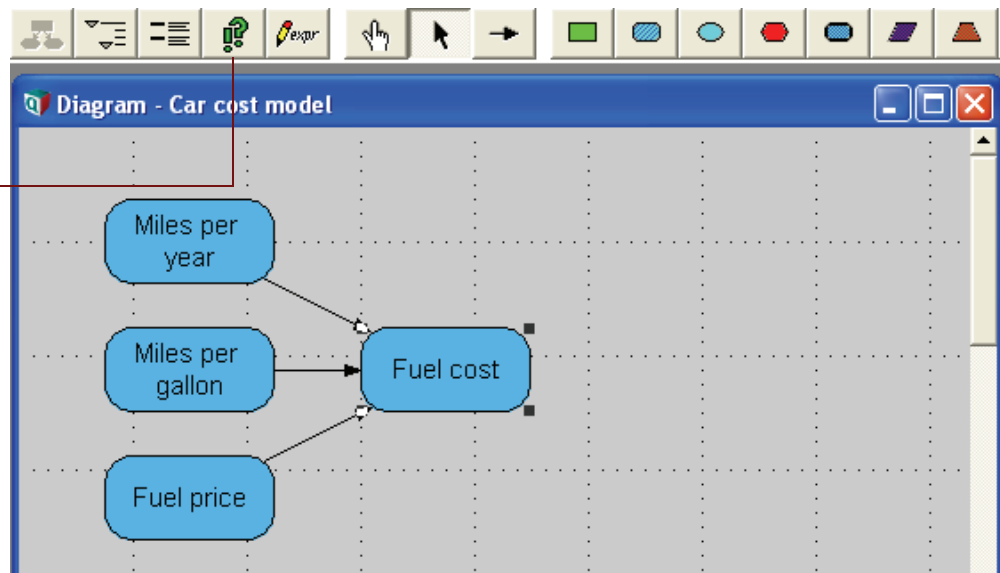 expr
Diagram - Car cost model
Miles per
year
Miles per
gallon
Fuel cost
Fuel price